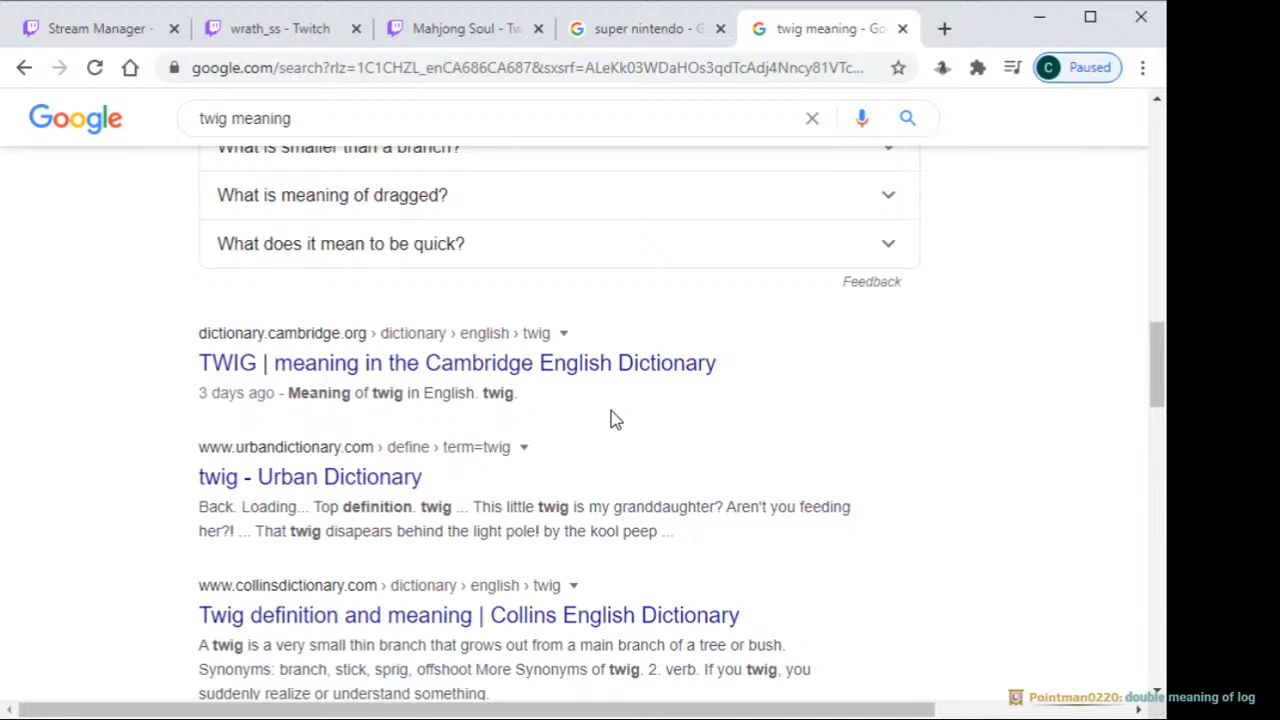 Stream Manager -
wrath_ss - Twitch
Mahjong Soul - Tw
super nintendo - G
twig meaning - Go
google.com/search?rlz=1C1CHZL_enCA686CA687&sxsrf=ALeKk03WDaHOs3qdTcAdj4Nncy81VTc...
C Paused
Google
twig meaning
What is smaller than a branch?
What is meaning of dragged?
What does it mean to be quick?
Feedback
dictionary.cambridge.org › dictionary › english › twig
TWIG | meaning in the Cambridge English Dictionary
3 days ago - Meaning of twig in English. twig.
www.urbandictionary.com › define › term=twig
twig - Urban Dictionary
Back. Loading... Top definition. twig ... This little twig is my granddaughter? Aren't you feeding
her?! ... That twig disapears behind the light pole! by the kool peep ...
www.collinsdictionary.com › dictionary › english › twig
Twig definition and meaning | Collins English Dictionary
A twig is a very small thin branch that grows out from a main branch of a tree or bush.
Synonyms: branch, stick, sprig, offshoot More Synonyms of twig. 2. verb. If you twig, you
suddenly realize or understand something.
Pointman0220: double meaning of log